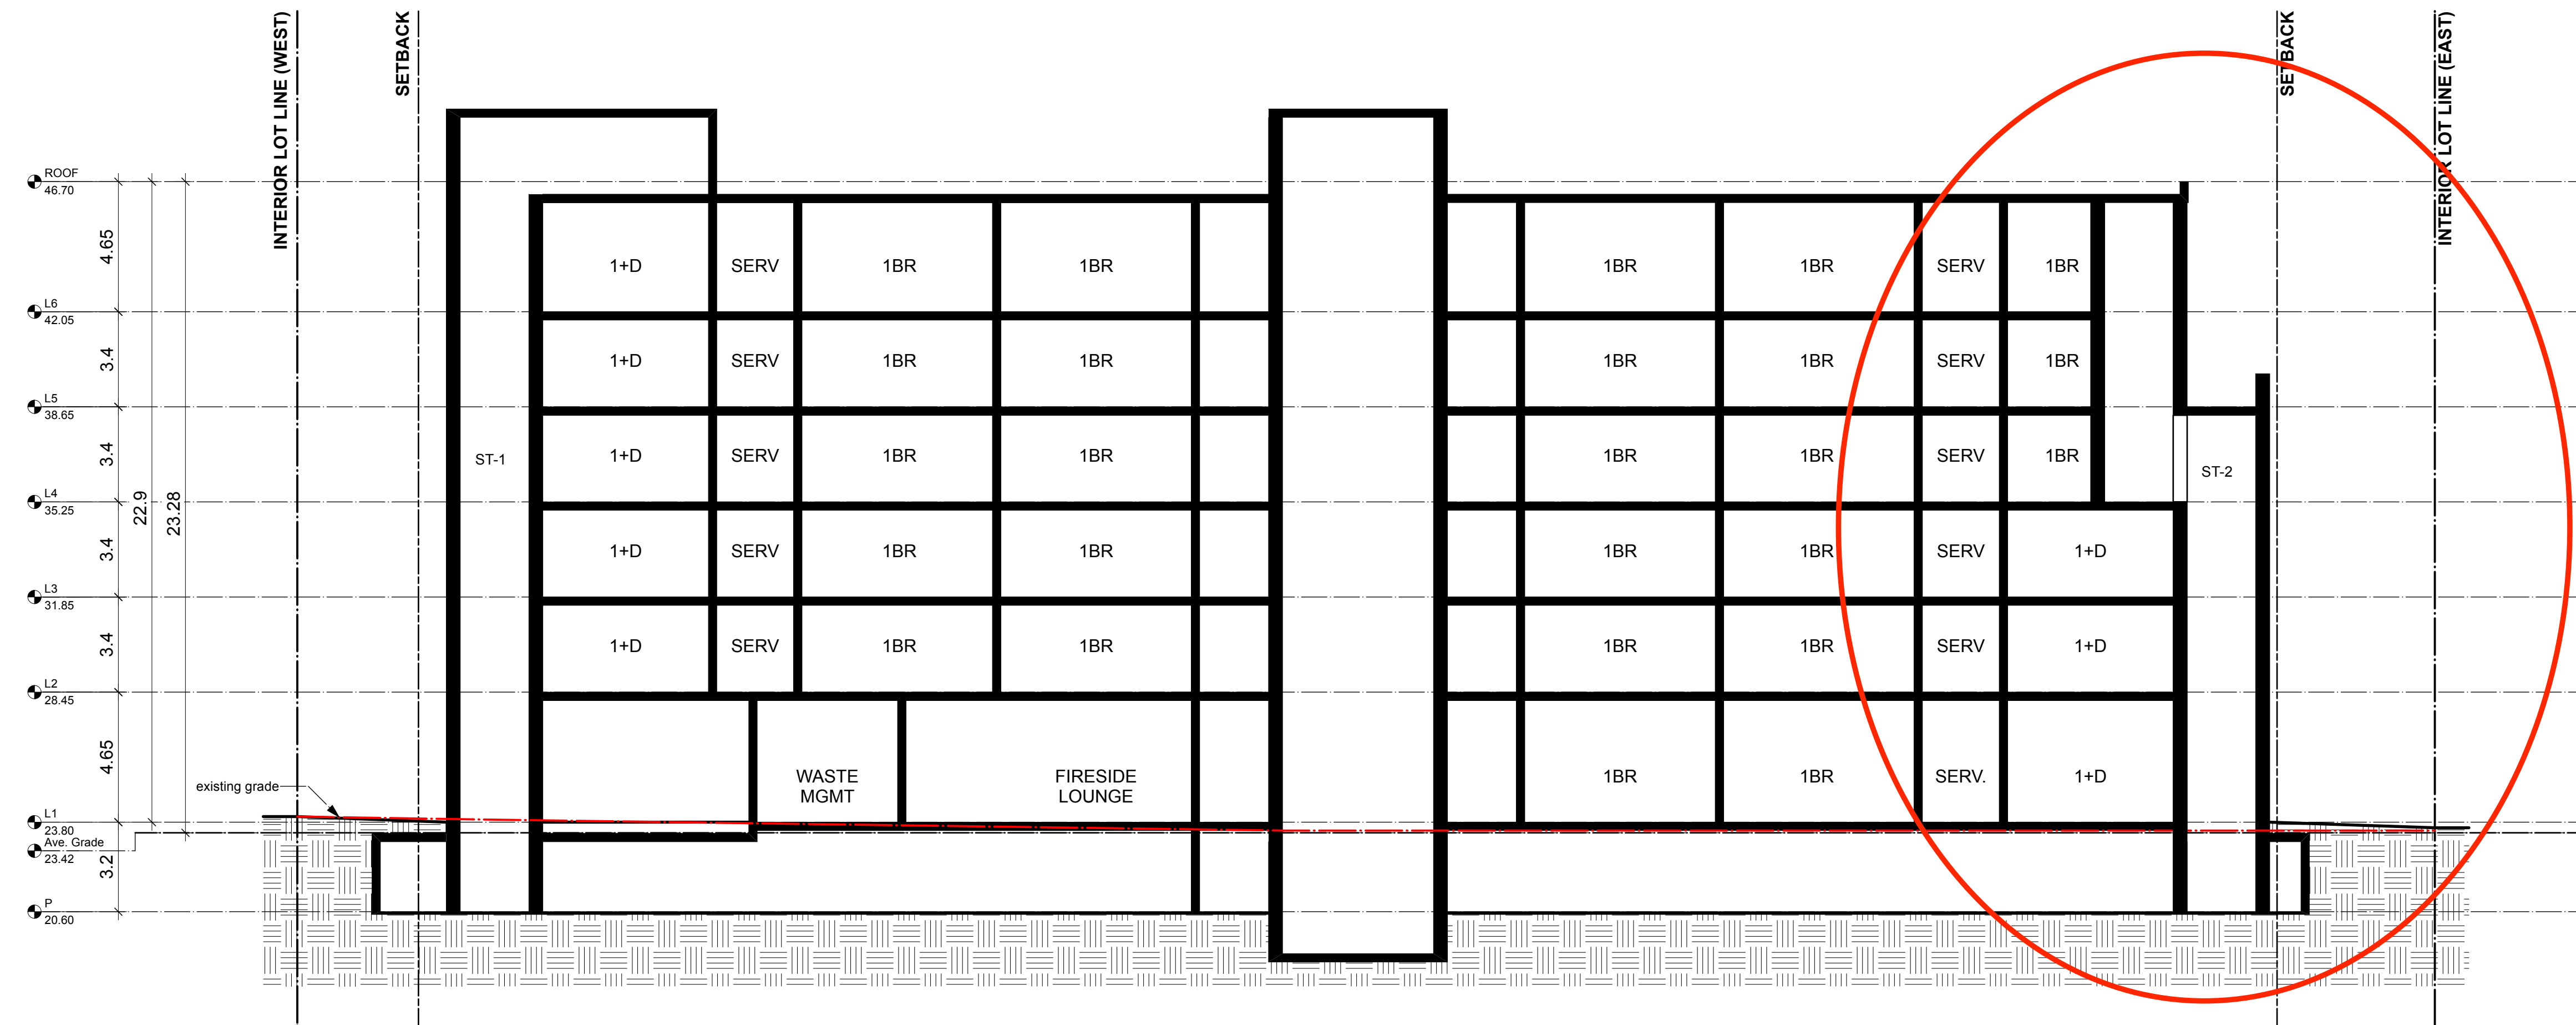 INTERIOR LOT LINE (WEST)
SETBACK
SETBACK
INTERIOR LOT LINE (EAST)
ROOF
46.70
4.65
1+D SERV 1BR 1BR 1BR 1BR SERV 1BR
L6
42.05
3.4
1+D SERV 1BR 1BR 1BR 1BR SERV 1BR
L5
38.65
3.4
1+D SERV 1BR 1BR 1BR 1BR SERV 1BR
ST-1
ST-2
L4
35.25
22.9
23.28
3.4
1+D SERV 1BR 1BR 1BR 1BR SERV 1+D
L3
31.85
3.4
1+D SERV 1BR 1BR 1BR 1BR SERV 1+D
L2
28.45
4.65
WASTE
MGMT
FIRESIDE
LOUNGE
1BR 1BR SERV. 1+D
existing grade
L1
23.80
Ave. Grade
23.42
3.2
P
20.60